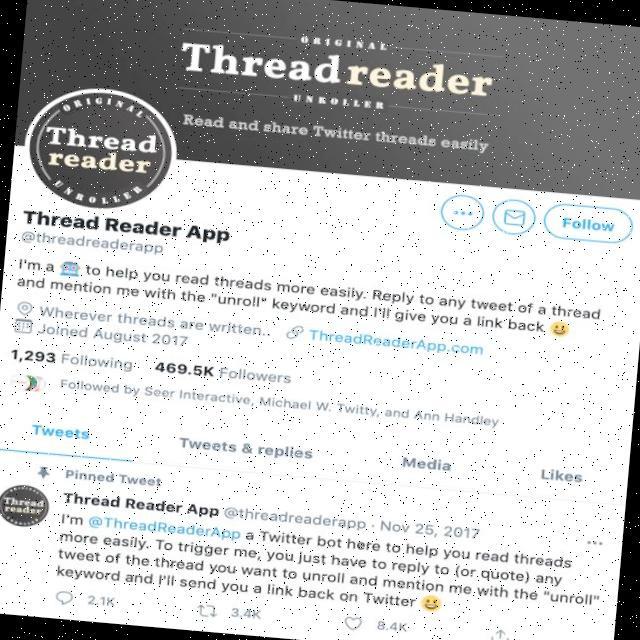 ORIGINAL
Thread reader
UNROLLER
Read and share Twitter threads easily
ORIGINAL
Thread
reader
UNROLLER
Follow
Thread Reader App
@threadreaderapp
I'm a 🤖 to help you read threads more easily. Reply to any tweet of a thread
and mention me with the "unroll" keyword and I'll give you a link back 😀
Wherever threads are written... ThreadReaderApp.com
Joined August 2017
1,293 Following 469.5K Followers
Followed by Seer Interactive, Michael W. Twitty, and Ann Handley
Tweets Tweets & replies Media Likes
Pinned Tweet
Thread
reader
Thread Reader App @threadreaderapp · Nov 25, 2017
I'm @ThreadReaderApp a Twitter bot here to help you read threads
more easily. To trigger me, you just have to reply to (or quote) any
tweet of the thread you want to unroll and mention me with the "unroll"
keyword and I'll send you a link back on Twitter 😀
2.1K 3.4K 8.4K